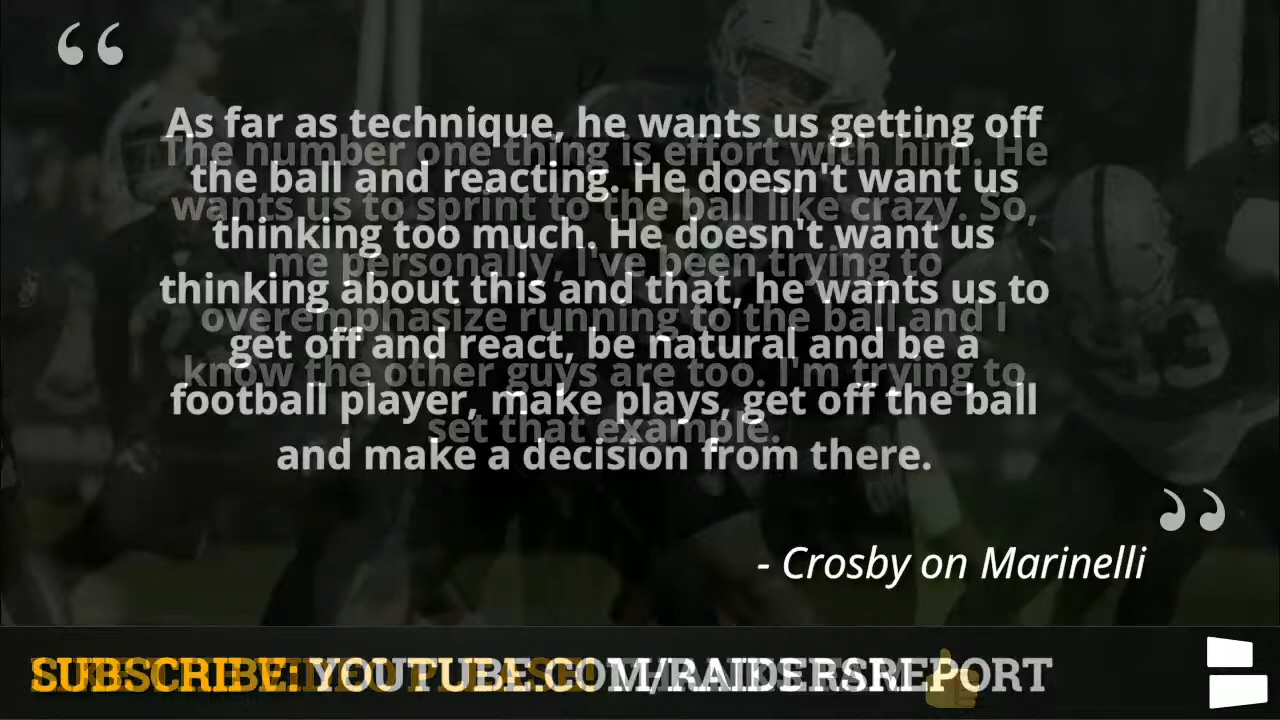 “
As far as technique, he wants us getting off
the ball and reacting. He doesn't want us
thinking too much. He doesn't want us
thinking about this and that, he wants us to
get off and react, be natural and be a
football player, make plays, get off the ball
and make a decision from there.
The number one thing is effort with him. He
wants us to sprint to the ball like crazy. So,
me personally, I've been trying to
overemphasize running to the ball and I
know the other guys are too. I'm trying to
set that example.
”
- Crosby on Marinelli
SUBSCRIBE: YOUTUBE.COM/RAIDERSREPORT